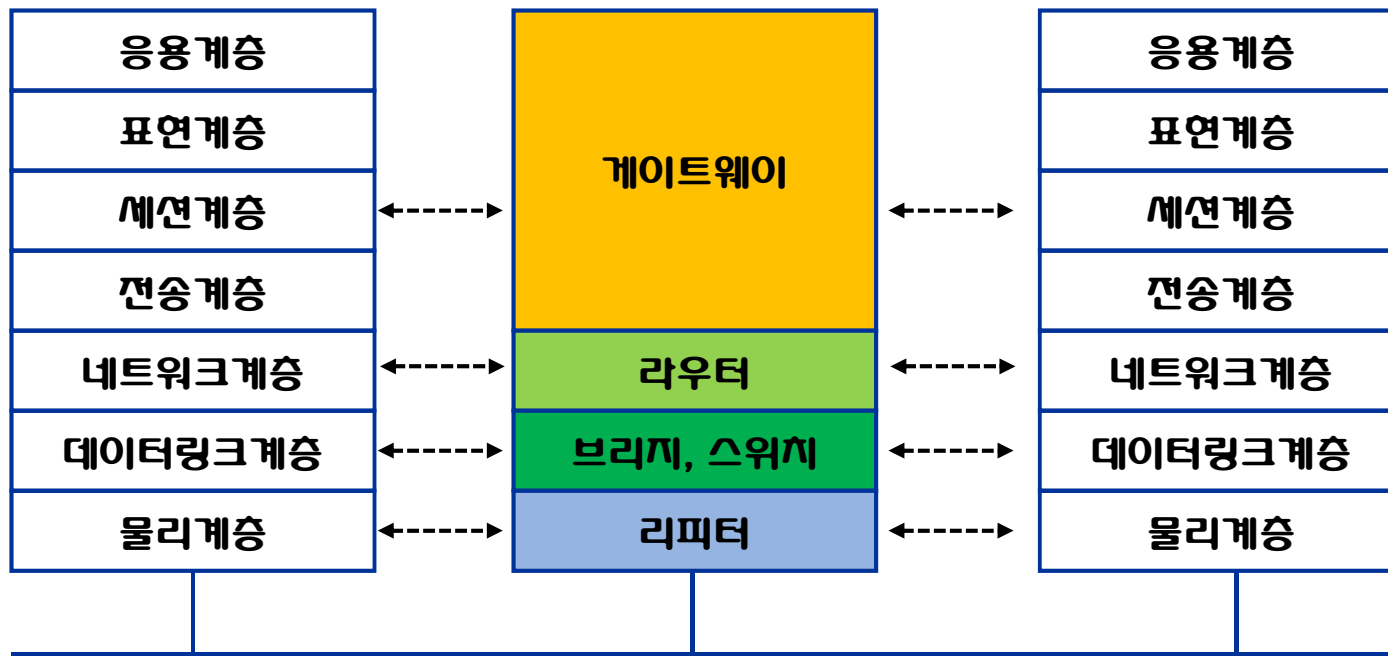 응용계층
표현계층
세션계층
전송계층
네트워크계층
데이터링크계층
물리계층
게이트웨이
라우터
브리지, 스위치
리피터
응용계층
표현계층
세션계층
전송계층
네트워크계층
데이터링크계층
물리계층